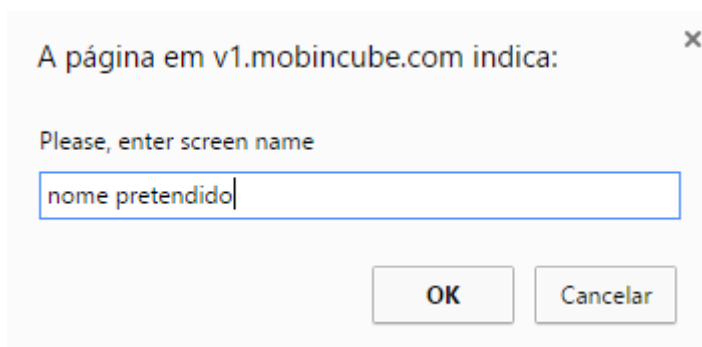 A página em v1.mobincube.com indica:
Please, enter screen name
nome pretendido
OK Cancelar